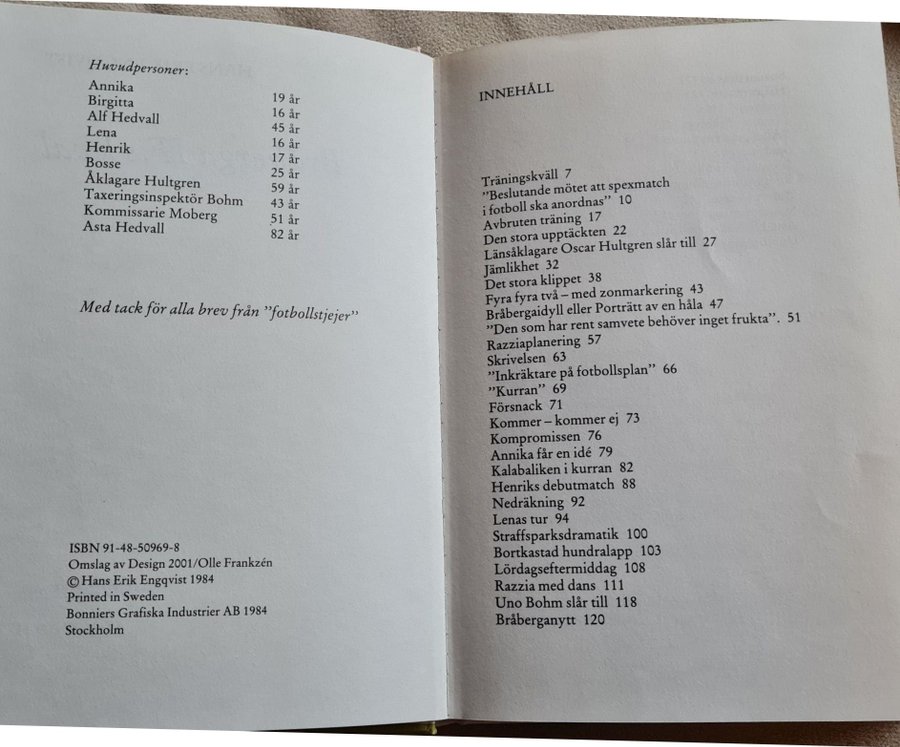 Huvudpersoner:
Annika 19 år
Birgitta 16 år
Alf Hedvall 45 år
Lena 16 år
Henrik 17 år
Bosse 25 år
Åklagare Hultgren 59 år
Taxeringsinspektör Bohm 43 år
Kommissarie Moberg 51 år
Asta Hedvall 82 år
Med tack för alla brev från ”fotbollstjejer”
ISBN 91-48-50969-8
Omslag av Design 2001/Olle Frankzén
© Hans Erik Engqvist 1984
Printed in Sweden
Bonniers Grafiska Industrier AB 1984
Stockholm
INNEHÅLL
Träningskväll 7
”Beslutande mötet att spexmatch
i fotboll ska anordnas” 10
Avbruten träning 17
Den stora upptäckten 22
Länsåklagare Oscar Hultgren slår till 27
Jämlikhet 32
Det stora klippet 38
Fyra fyra två – med zonmarkering 43
Bråbergaidyll eller Porträtt av en håla 47
”Den som har rent samvete behöver inget frukta”. 51
Razziaplanering 57
Skrivelsen 63
”Inkräktare på fotbollsplan” 66
”Kurran” 69
Försnack 71
Kommer – kommer ej 73
Kompromissen 76
Annika får en idé 79
Kalabaliken i kurran 82
Henriks debutmatch 88
Nedräkning 92
Lenas tur 94
Straffsparksdramatik 100
Bortkastad hundralapp 103
Lördagseftermiddag 108
Razzia med dans 111
Uno Bohm slår till 118
Bråberganytt 120